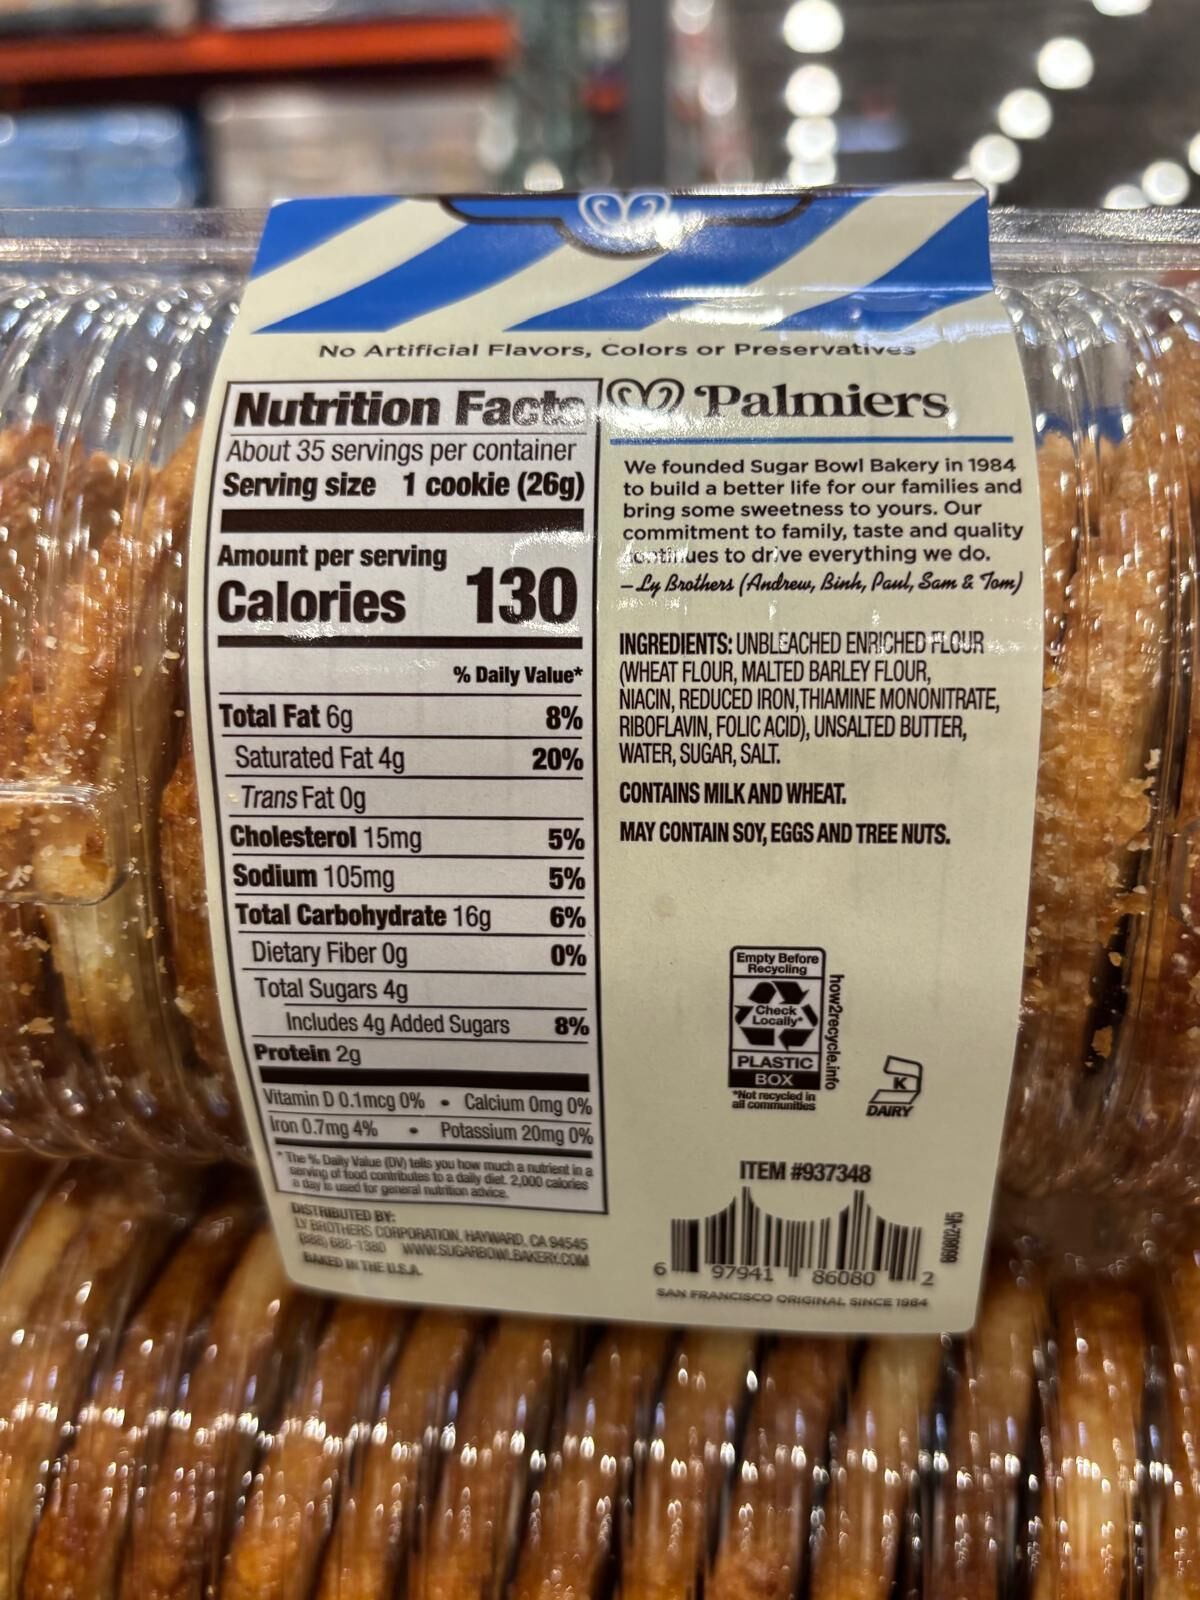 No Artificial Flavors, Colors or Preservatives
Nutrition Facts
About 35 servings per container
Serving size 1 cookie (26g)
Amount per serving
Calories 130
% Daily Value*
Total Fat 6g 8%
Saturated Fat 4g 20%
Trans Fat 0g
Cholesterol 15mg 5%
Sodium 105mg 5%
Total Carbohydrate 16g 6%
Dietary Fiber 0g 0%
Total Sugars 4g
Includes 4g Added Sugars 8%
Protein 2g
Vitamin D 0.1mcg 0% • Calcium 0mg 0%
Iron 0.7mg 4% • Potassium 20mg 0%
*The % Daily Value (DV) tells you how much a nutrient in a
serving of food contributes to a daily diet. 2,000 calories
a day is used for general nutrition advice.
DISTRIBUTED BY:
LY BROTHERS CORPORATION, HAYWARD, CA 94545
(888) 688-1380 WWW.SUGARBOWLBAKERY.COM
BAKED IN THE U.S.A.
Palmiers
We founded Sugar Bowl Bakery in 1984
to build a better life for our families and
bring some sweetness to yours. Our
commitment to family, taste and quality
continues to drive everything we do.
– Ly Brothers (Andrew, Binh, Paul, Sam & Tom)
INGREDIENTS: UNBLEACHED ENRICHED FLOUR
(WHEAT FLOUR, MALTED BARLEY FLOUR,
NIACIN, REDUCED IRON, THIAMINE MONONITRATE,
RIBOFLAVIN, FOLIC ACID), UNSALTED BUTTER,
WATER, SUGAR, SALT.
CONTAINS MILK AND WHEAT.
MAY CONTAIN SOY, EGGS AND TREE NUTS.
Empty Before
Recycling
Check
Locally*
PLASTIC
BOX
*Not recycled in
all communities
how2recycle.info
K
DAIRY
ITEM #937348
6 97941 86080 2
860802-V5
SAN FRANCISCO ORIGINAL SINCE 1984